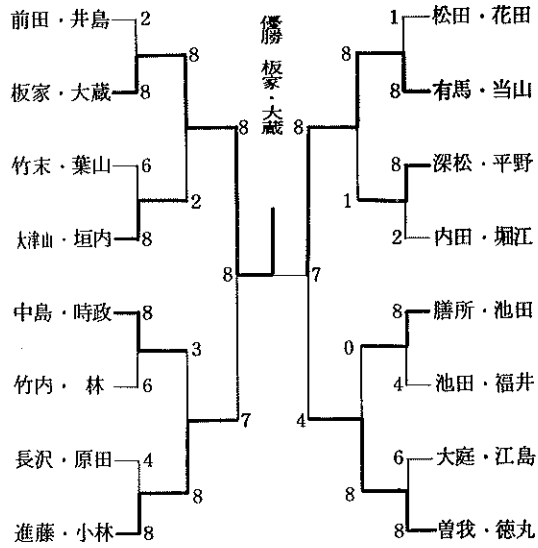 優勝 板家・大蔵
前田・井島 2
8
板家・大蔵 8
8
竹末・葉山 6
2
大津山・垣内 8
8
中島・時政 8
3
竹内・林 6
7
長沢・原田 4
8
進藤・小林 8
1 松田・花田
8
8 有馬・当山
8
8 深松・平野
1
2 内田・堀江
7
8 膳所・池田
0
4 池田・福井
4
6 大庭・江島
8
8 曽我・徳丸